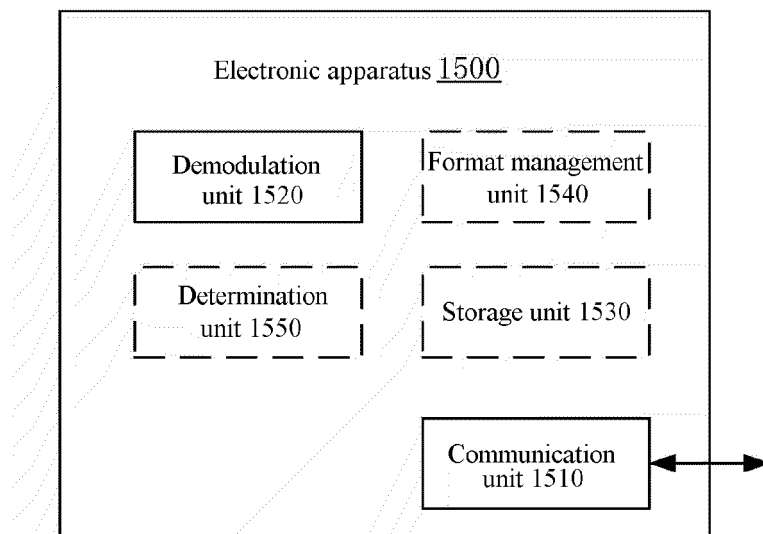 Electronic apparatus 1500
Demodulation
unit 1520
Format management
unit 1540
Determination
unit 1550
Storage unit 1530
Communication
unit 1510